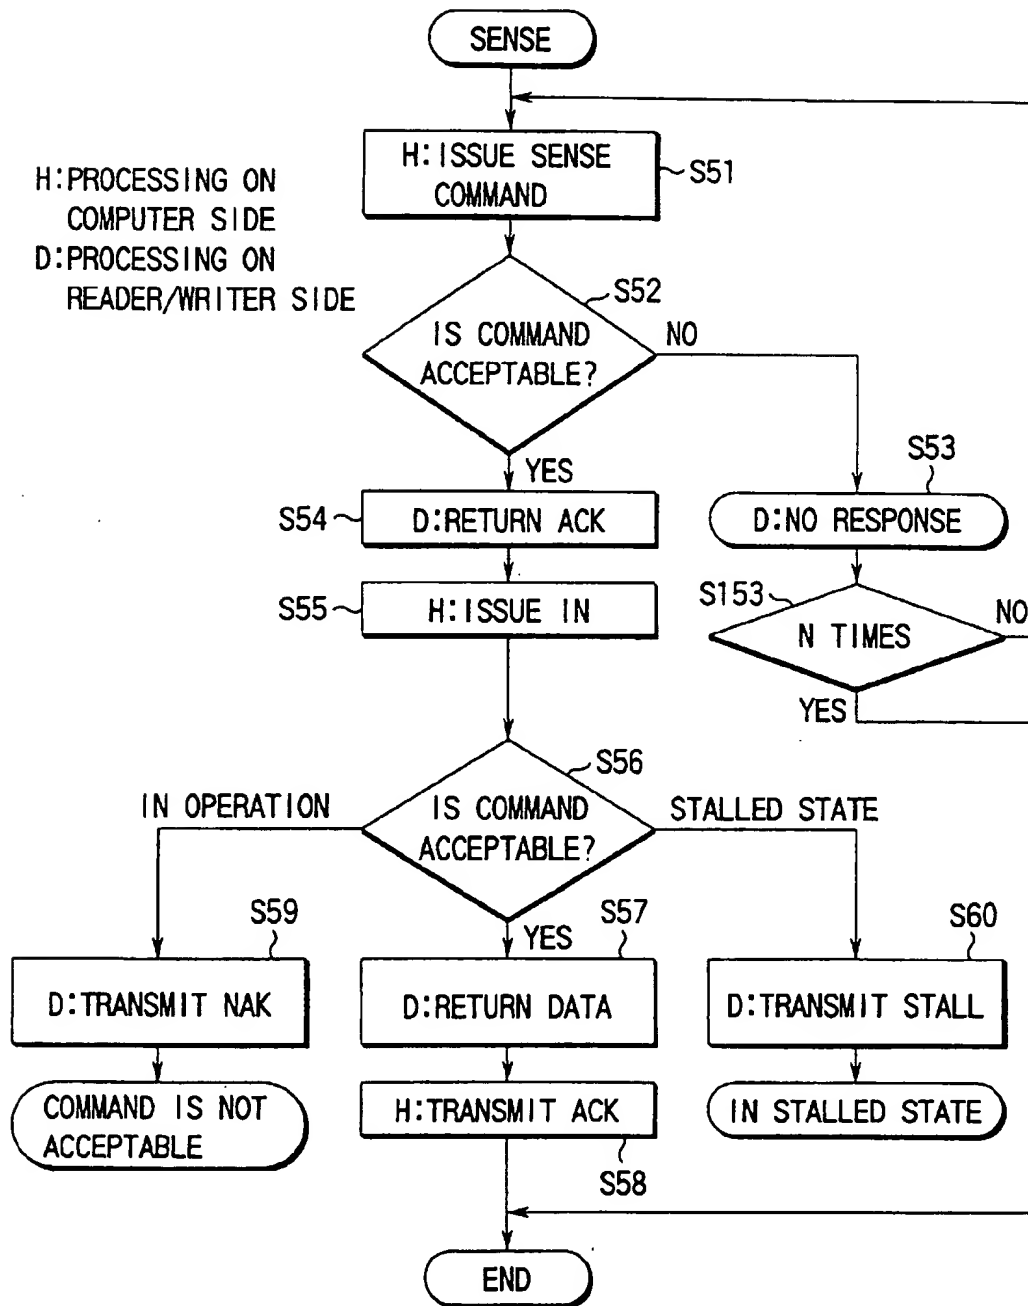 SENSE
H:ISSUE SENSE
COMMAND
S51
H:PROCESSING ON
COMPUTER SIDE
D:PROCESSING ON
READER/WRITER SIDE
S52
IS COMMAND
ACCEPTABLE?
NO
YES
S53
S54
D:RETURN ACK
D:NO RESPONSE
S55
H:ISSUE IN
S153
N TIMES
NO
YES
S56
IN OPERATION
IS COMMAND
ACCEPTABLE?
STALLED STATE
YES
S59
S57
S60
D:TRANSMIT NAK
D:RETURN DATA
D:TRANSMIT STALL
COMMAND IS NOT
ACCEPTABLE
H:TRANSMIT ACK
IN STALLED STATE
S58
END